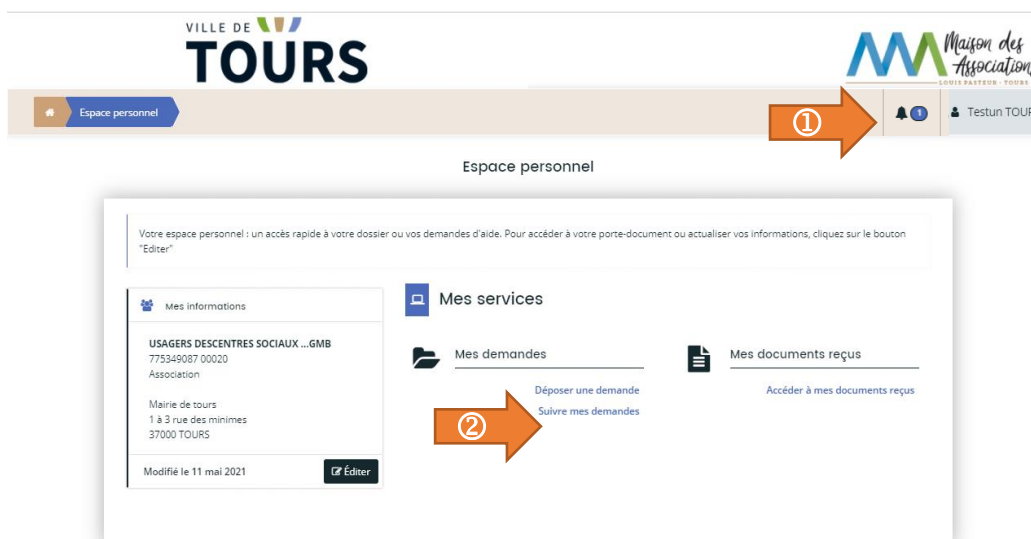 VILLE DE
TOURS
Maison des
Associations
LOUIS PASTEUR - TOURS
Espace personnel
①
1
Testun TOUR
Espace personnel
Votre espace personnel : un accès rapide à votre dossier ou vos demandes d'aide. Pour accéder à votre porte-document ou actualiser vos informations, cliquez sur le bouton
"Editer"
Mes informations
USAGERS DESCENTRES SOCIAUX ...GMB
775349087 00020
Association
Mairie de tours
1 à 3 rue des minimes
37000 TOURS
Modifié le 11 mai 2021
Éditer
Mes services
Mes demandes
Déposer une demande
Suivre mes demandes
②
Mes documents reçus
Accéder à mes documents reçus